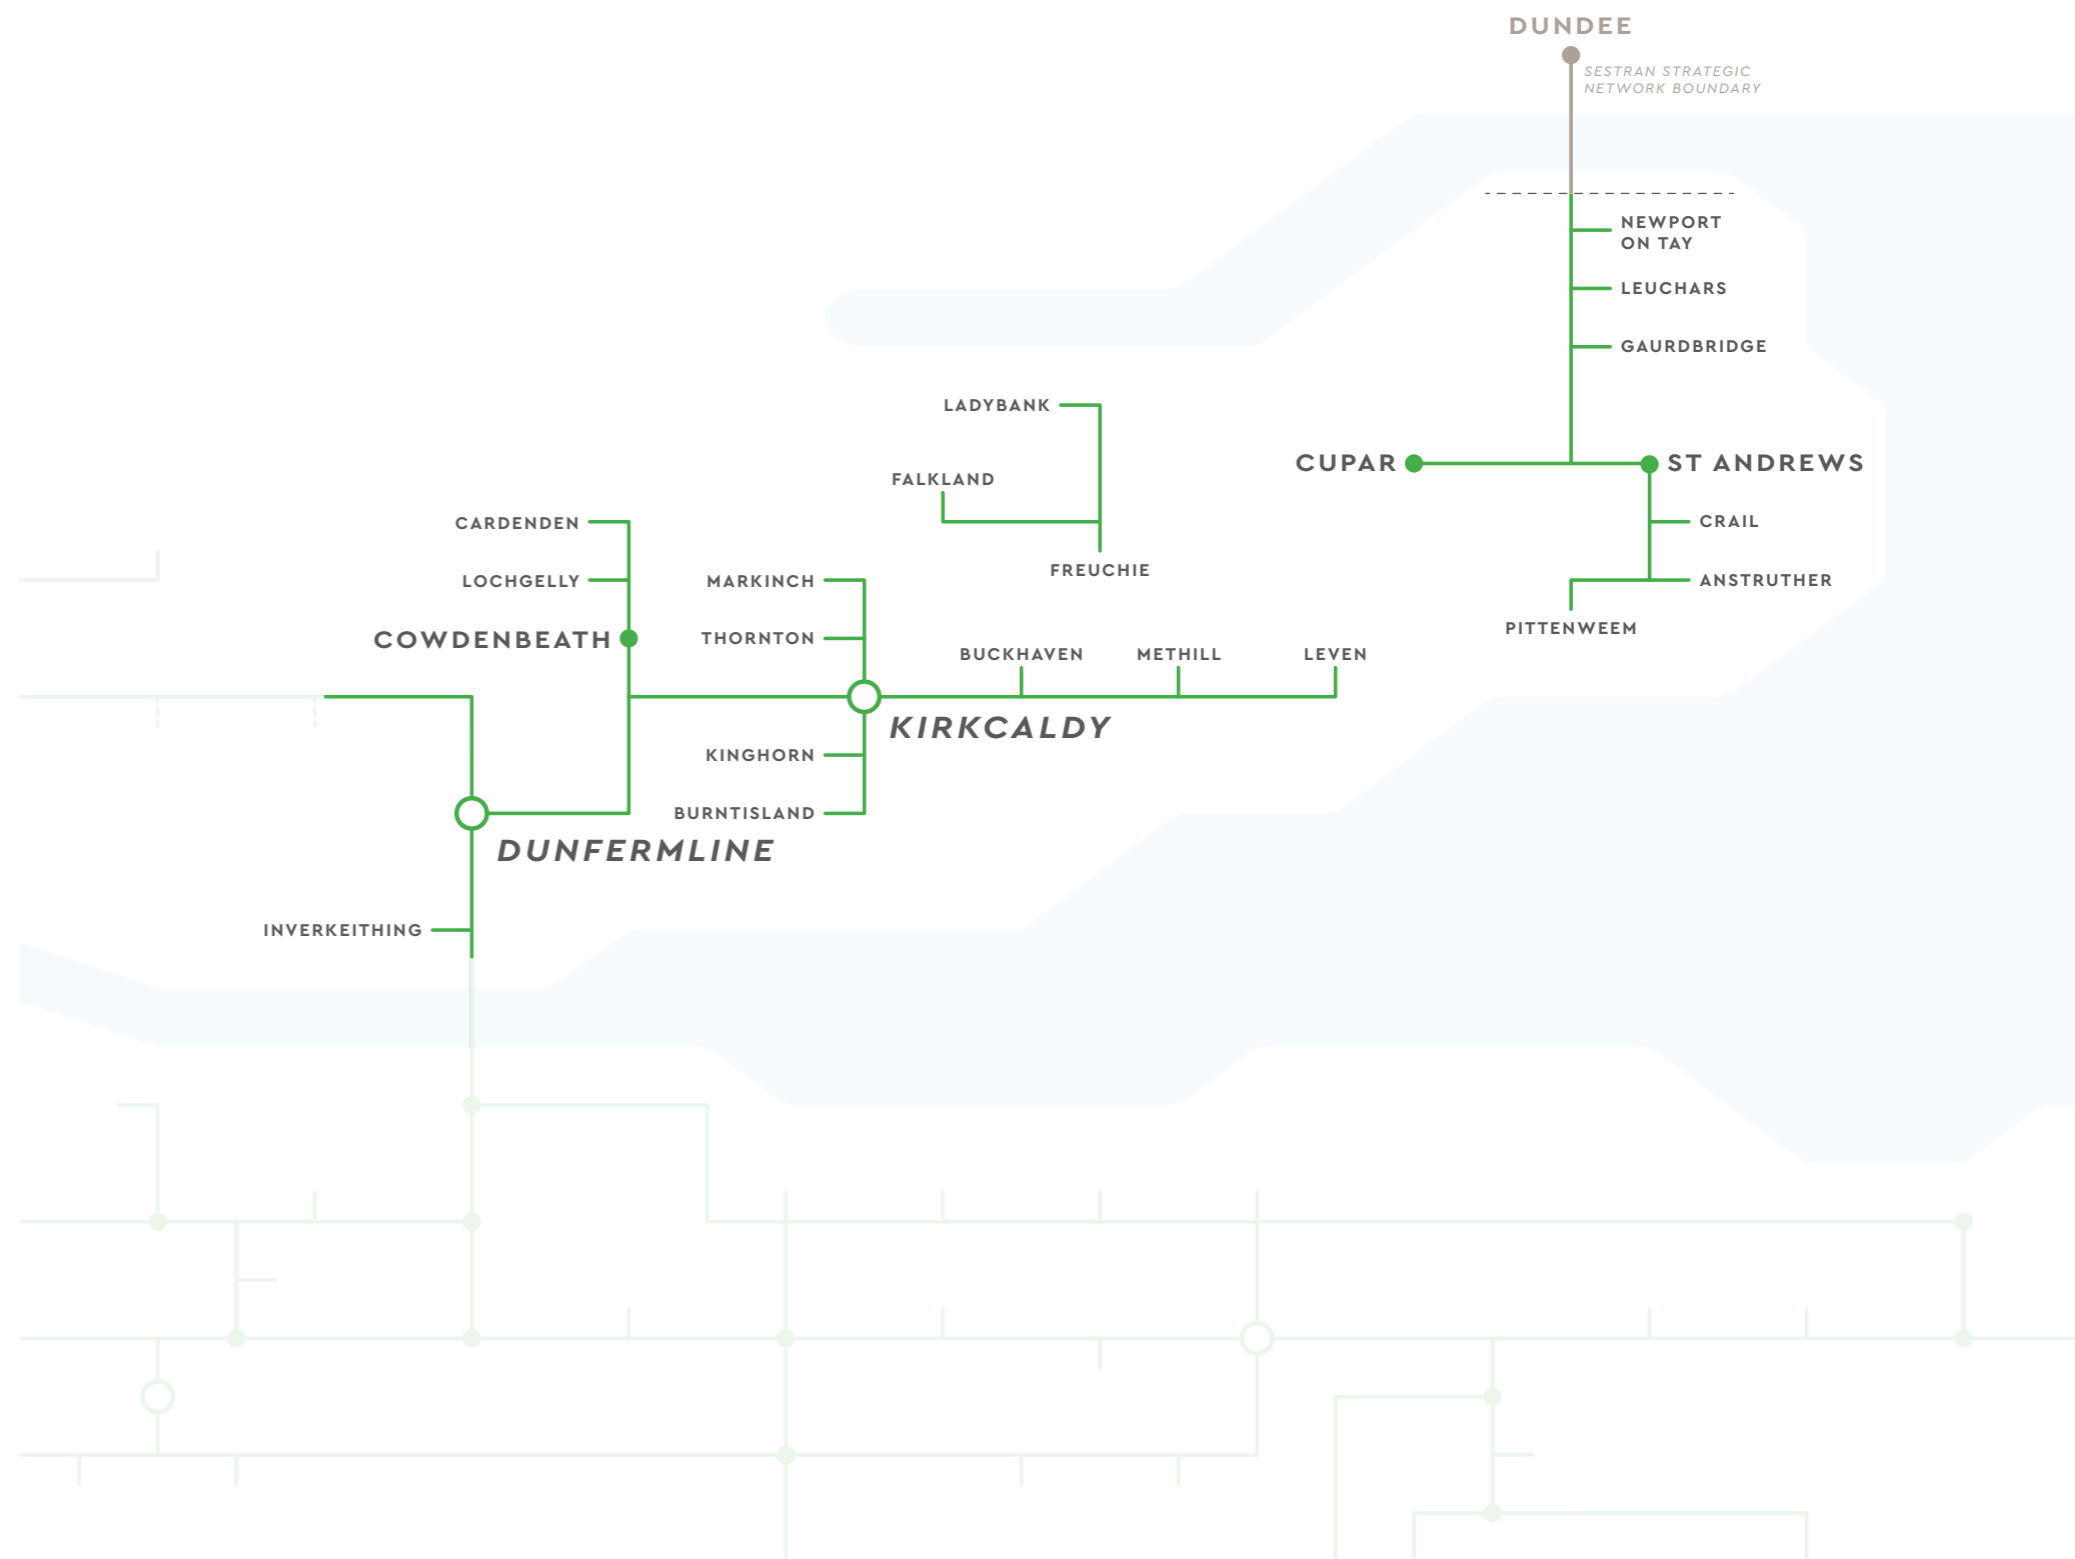 DUNDEE
SESTRAN STRATEGIC
NETWORK BOUNDARY
NEWPORT
ON TAY
LEUCHARS
GAURDBRIDGE
LADYBANK
CUPAR
ST ANDREWS
FALKLAND
CARDENDEN
CRAIL
FREUCHIE
LOCHGELLY
MARKINCH
ANSTRUTHER
PITTENWEEM
COWDENBEATH
THORNTON
BUCKHAVEN
METHILL
LEVEN
KIRKCALDY
KINGHORN
BURNTISLAND
DUNFERMLINE
INVERKEITHING